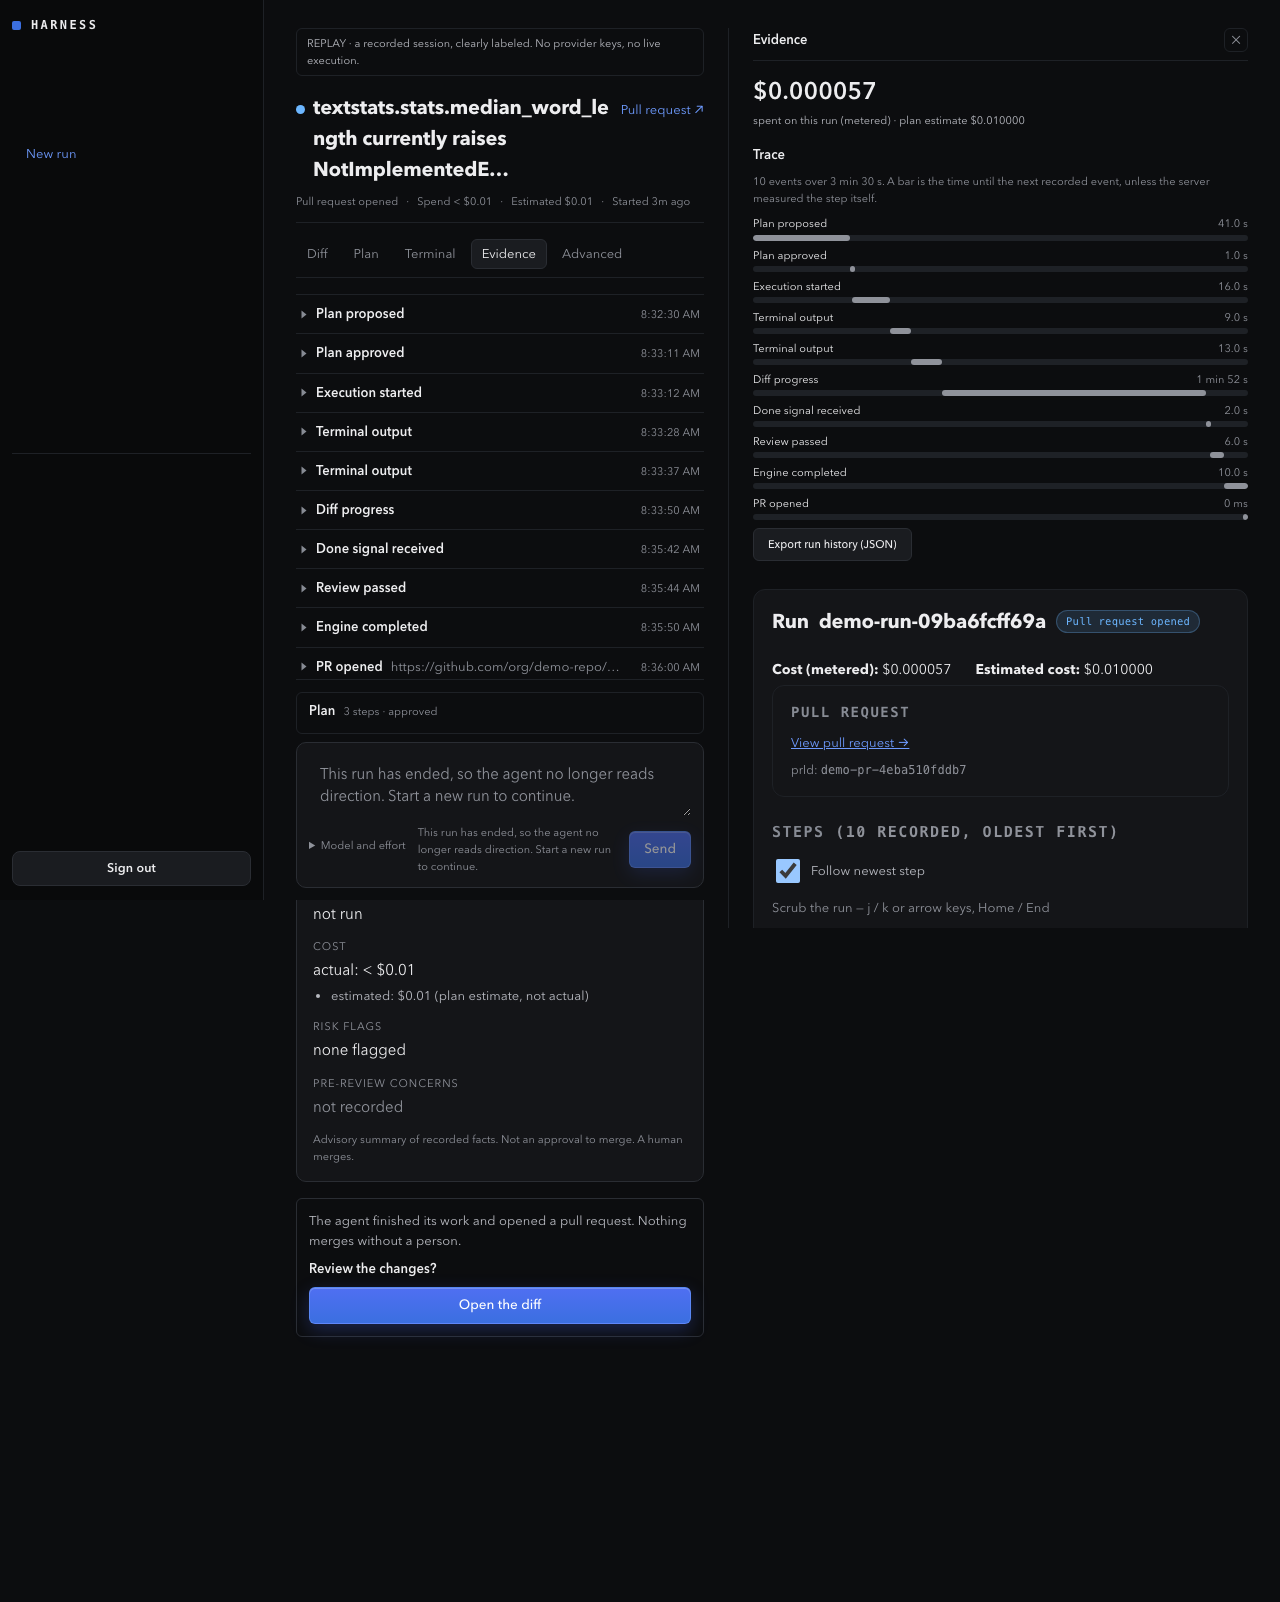 HARNESS
New run
Sign out
REPLAY · a recorded session, clearly labeled. No provider keys, no live
execution.
textstats.stats.median_word_le
ngth currently raises
NotImplementedE...
Pull request ↗
Pull request opened · Spend < $0.01 · Estimated $0.01 · Started 3m ago
Diff Plan Terminal Evidence Advanced
Plan proposed 8:32:30 AM
Plan approved 8:33:11 AM
Execution started 8:33:12 AM
Terminal output 8:33:28 AM
Terminal output 8:33:37 AM
Diff progress 8:33:50 AM
Done signal received 8:35:42 AM
Review passed 8:35:44 AM
Engine completed 8:35:50 AM
PR opened https://github.com/org/demo-repo/... 8:36:00 AM
Plan 3 steps · approved
This run has ended, so the agent no longer reads
direction. Start a new run to continue.
Model and effort
This run has ended, so the agent no
longer reads direction. Start a new run
to continue.
Send
not run
COST
actual: < $0.01
• estimated: $0.01 (plan estimate, not actual)
RISK FLAGS
none flagged
PRE-REVIEW CONCERNS
not recorded
Advisory summary of recorded facts. Not an approval to merge. A human
merges.
The agent finished its work and opened a pull request. Nothing
merges without a person.
Review the changes?
Open the diff
Evidence
$0.000057
spent on this run (metered) · plan estimate $0.010000
Trace
10 events over 3 min 30 s. A bar is the time until the next recorded event, unless the server
measured the step itself.
Plan proposed 41.0 s
Plan approved 1.0 s
Execution started 16.0 s
Terminal output 9.0 s
Terminal output 13.0 s
Diff progress 1 min 52 s
Done signal received 2.0 s
Review passed 6.0 s
Engine completed 10.0 s
PR opened 0 ms
Export run history (JSON)
Run demo-run-09ba6fcff69a Pull request opened
Cost (metered): $0.000057 Estimated cost: $0.010000
PULL REQUEST
View pull request →
prId: demo-pr-4eba510fddb7
STEPS (10 RECORDED, OLDEST FIRST)
Follow newest step
Scrub the run — j / k or arrow keys, Home / End